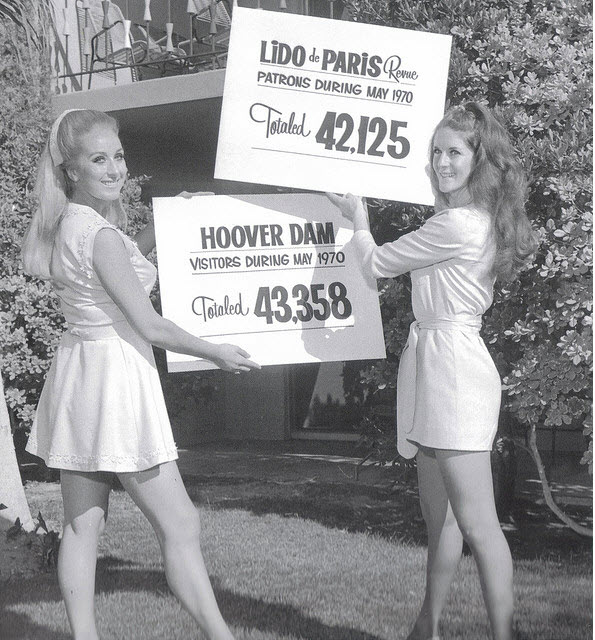 LiDO de PARiS Revue
PATRONS DURING MAY 1970
Totaled 42,125
HOOVER DAM
VISITORS DURING MAY 1970
Totaled 43,358